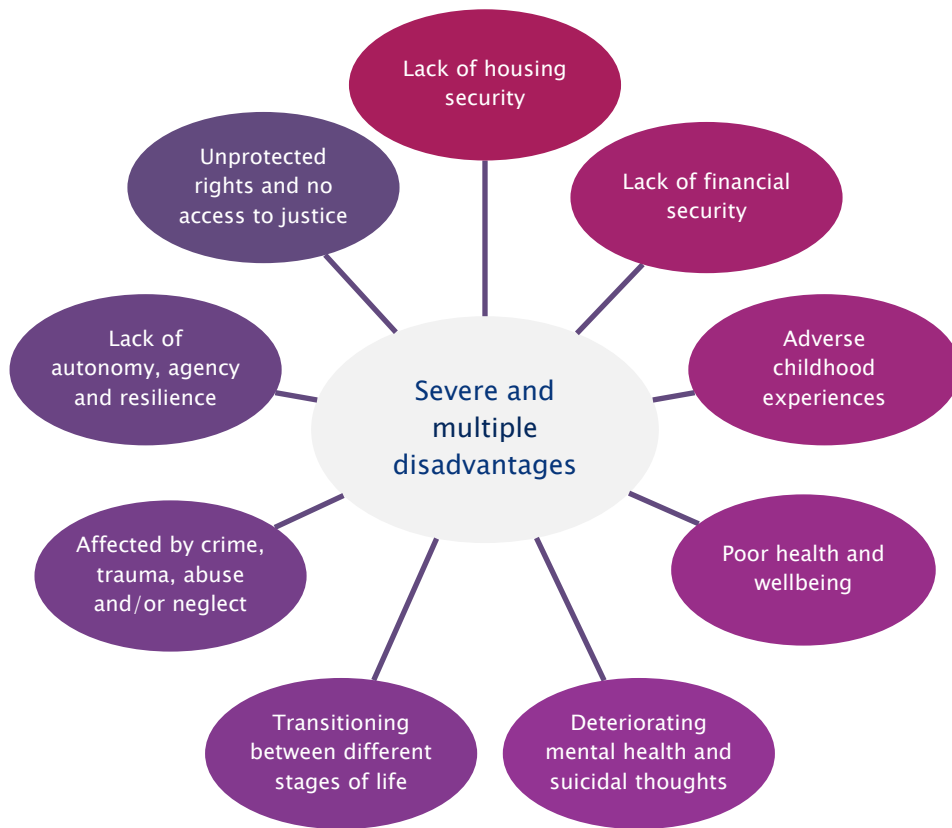 Lack of housing
security
Lack of financial
security
Adverse
childhood
experiences
Poor health and
wellbeing
Deteriorating
mental health and
suicidal thoughts
Transitioning
between different
stages of life
Affected by crime,
trauma, abuse
and/or neglect
Lack of
autonomy, agency
and resilience
Unprotected
rights and no
access to justice
Severe and
multiple
disadvantages